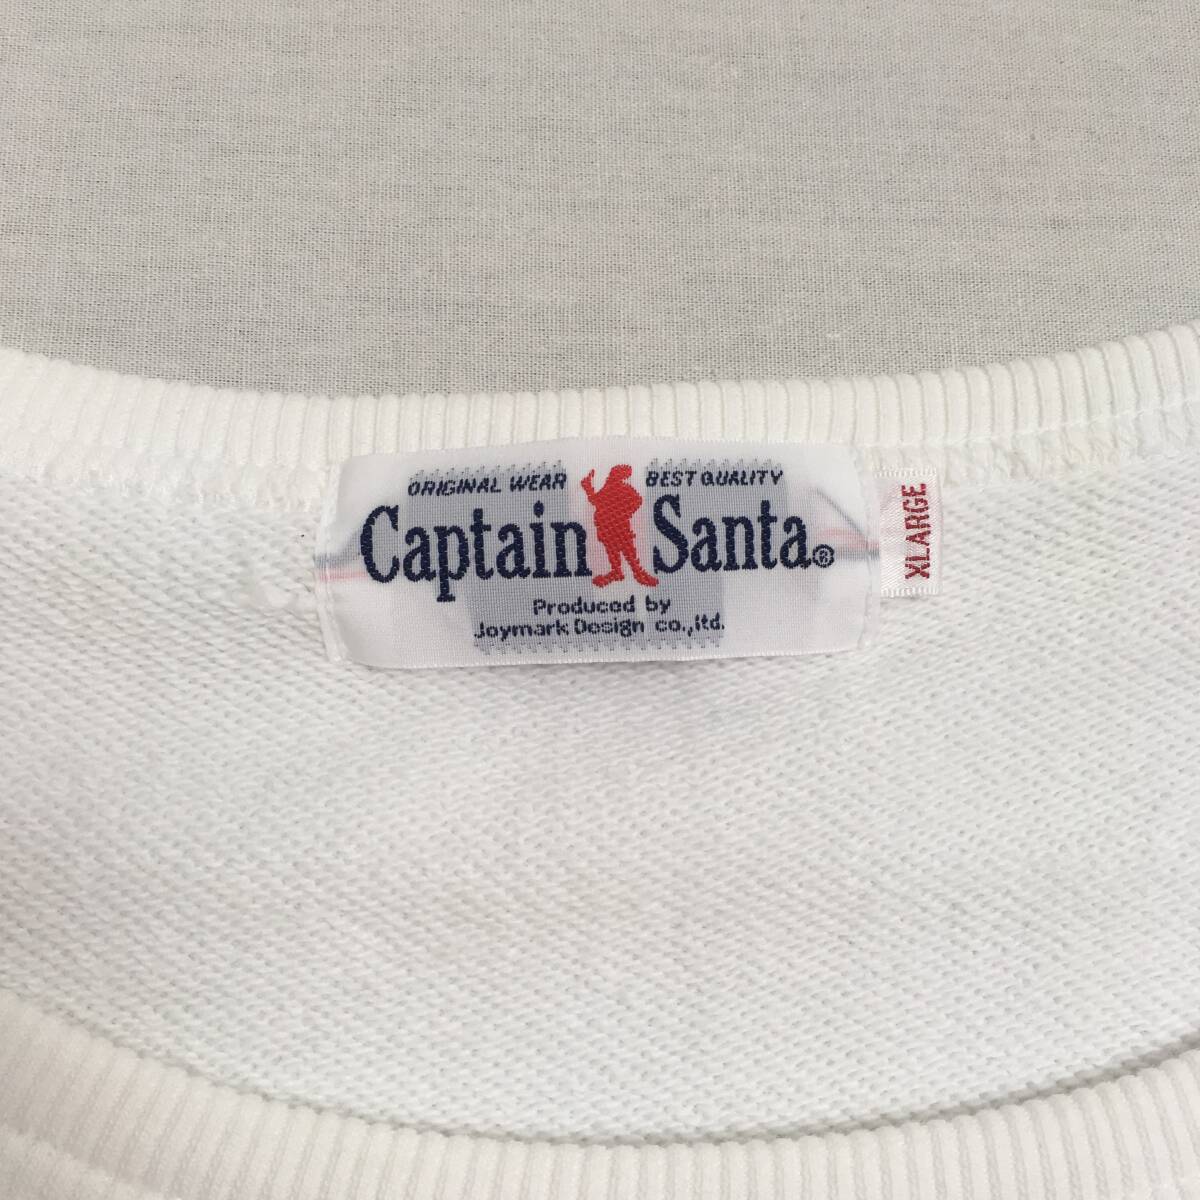 ORIGINAL WEAR BEST QUALITY
Captain Santa®
Produced by
Joymark Design co.,ltd.
XLARGE